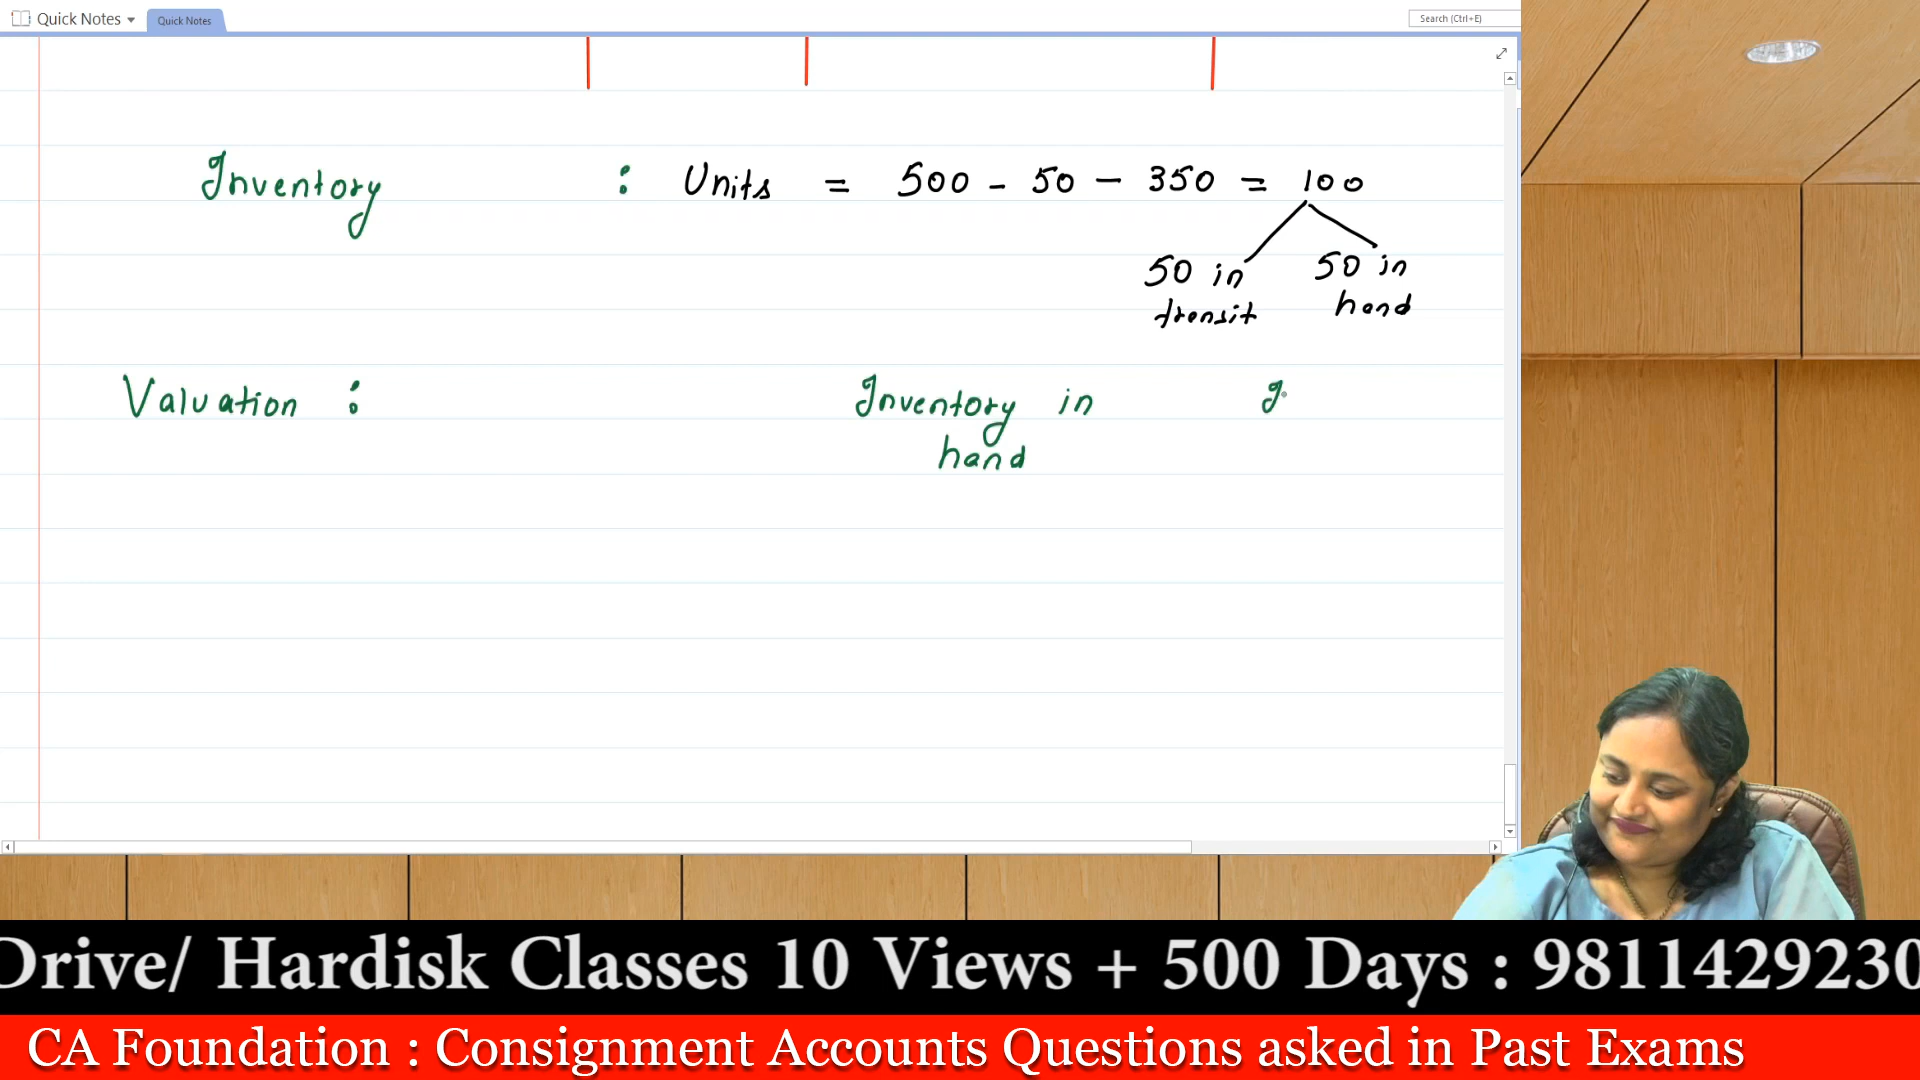 Quick Notes
Quick Notes
Search (Ctrl+E)
Inventory : Units = 500 - 50 - 350 = 100
50 in transit
50 in hand
Valuation :
Inventory in hand
Drive/ Hardisk Classes 10 Views + 500 Days : 9811429230
CA Foundation : Consignment Accounts Questions asked in Past Exams